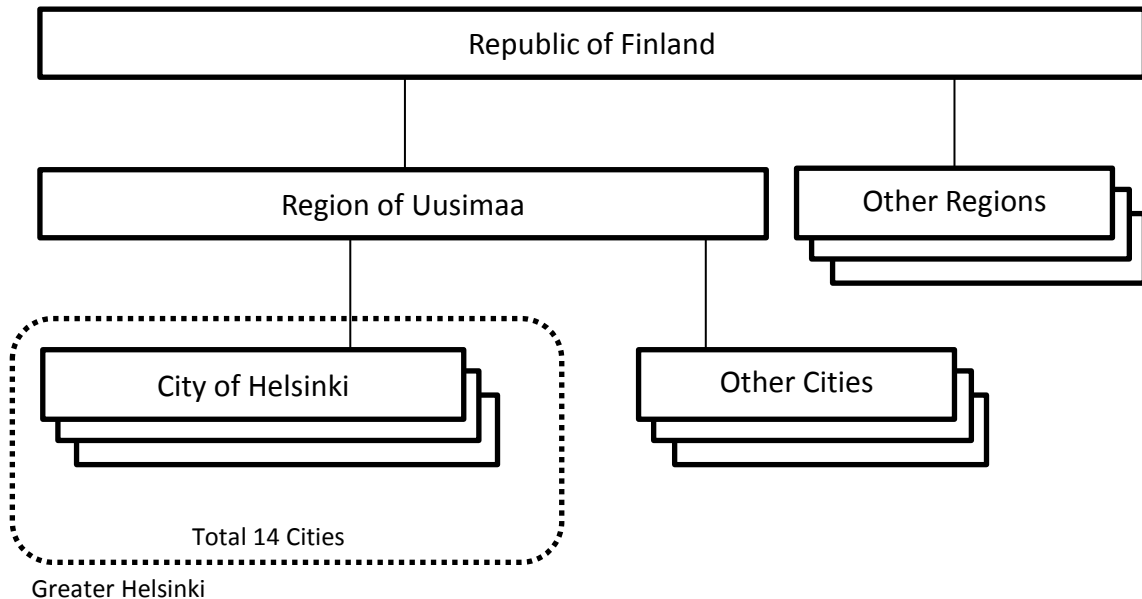 Republic of Finland
Region of Uusimaa
Other Regions
City of Helsinki
Other Cities
Total 14 Cities
Greater Helsinki